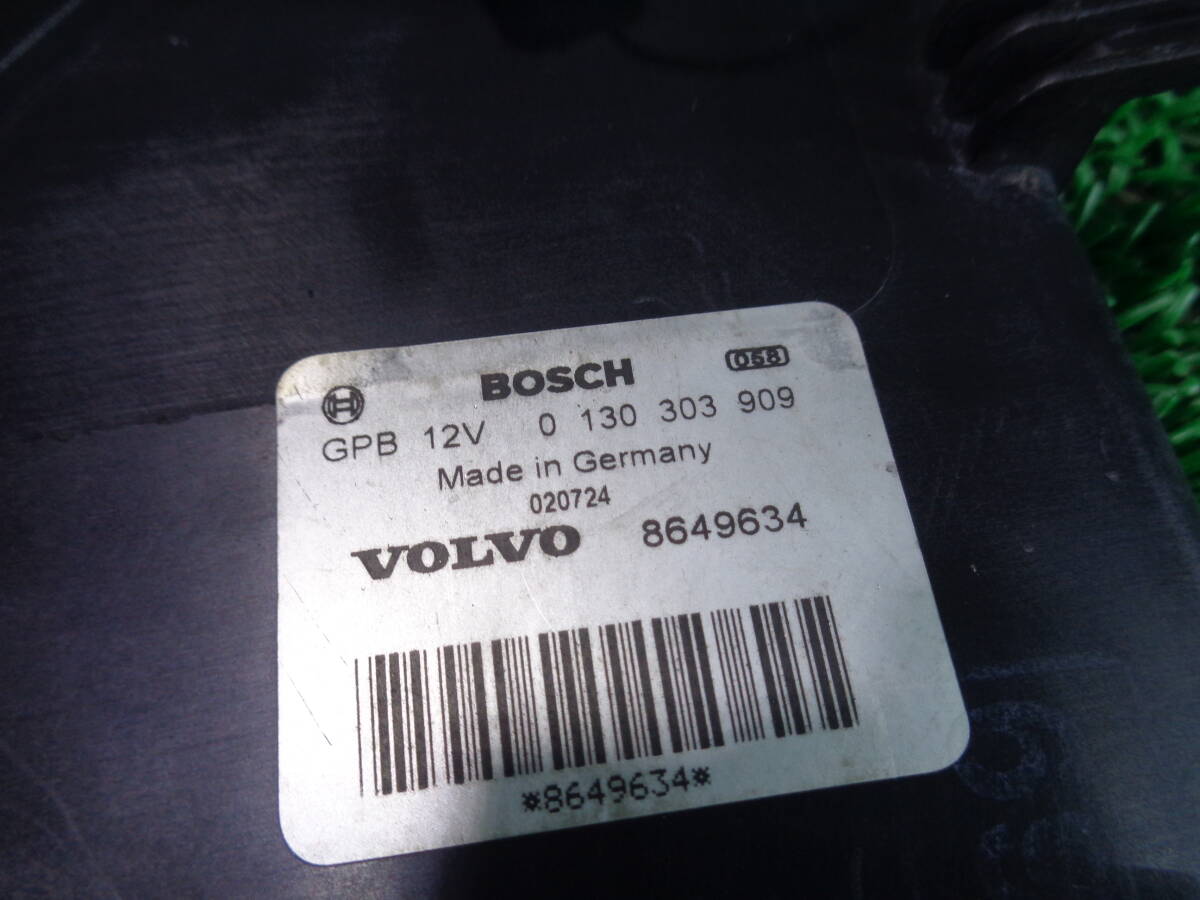 BOSCH 058
GPB 12V 0 130 303 909
Made in Germany
020724
VOLVO 8649634
*8649634*